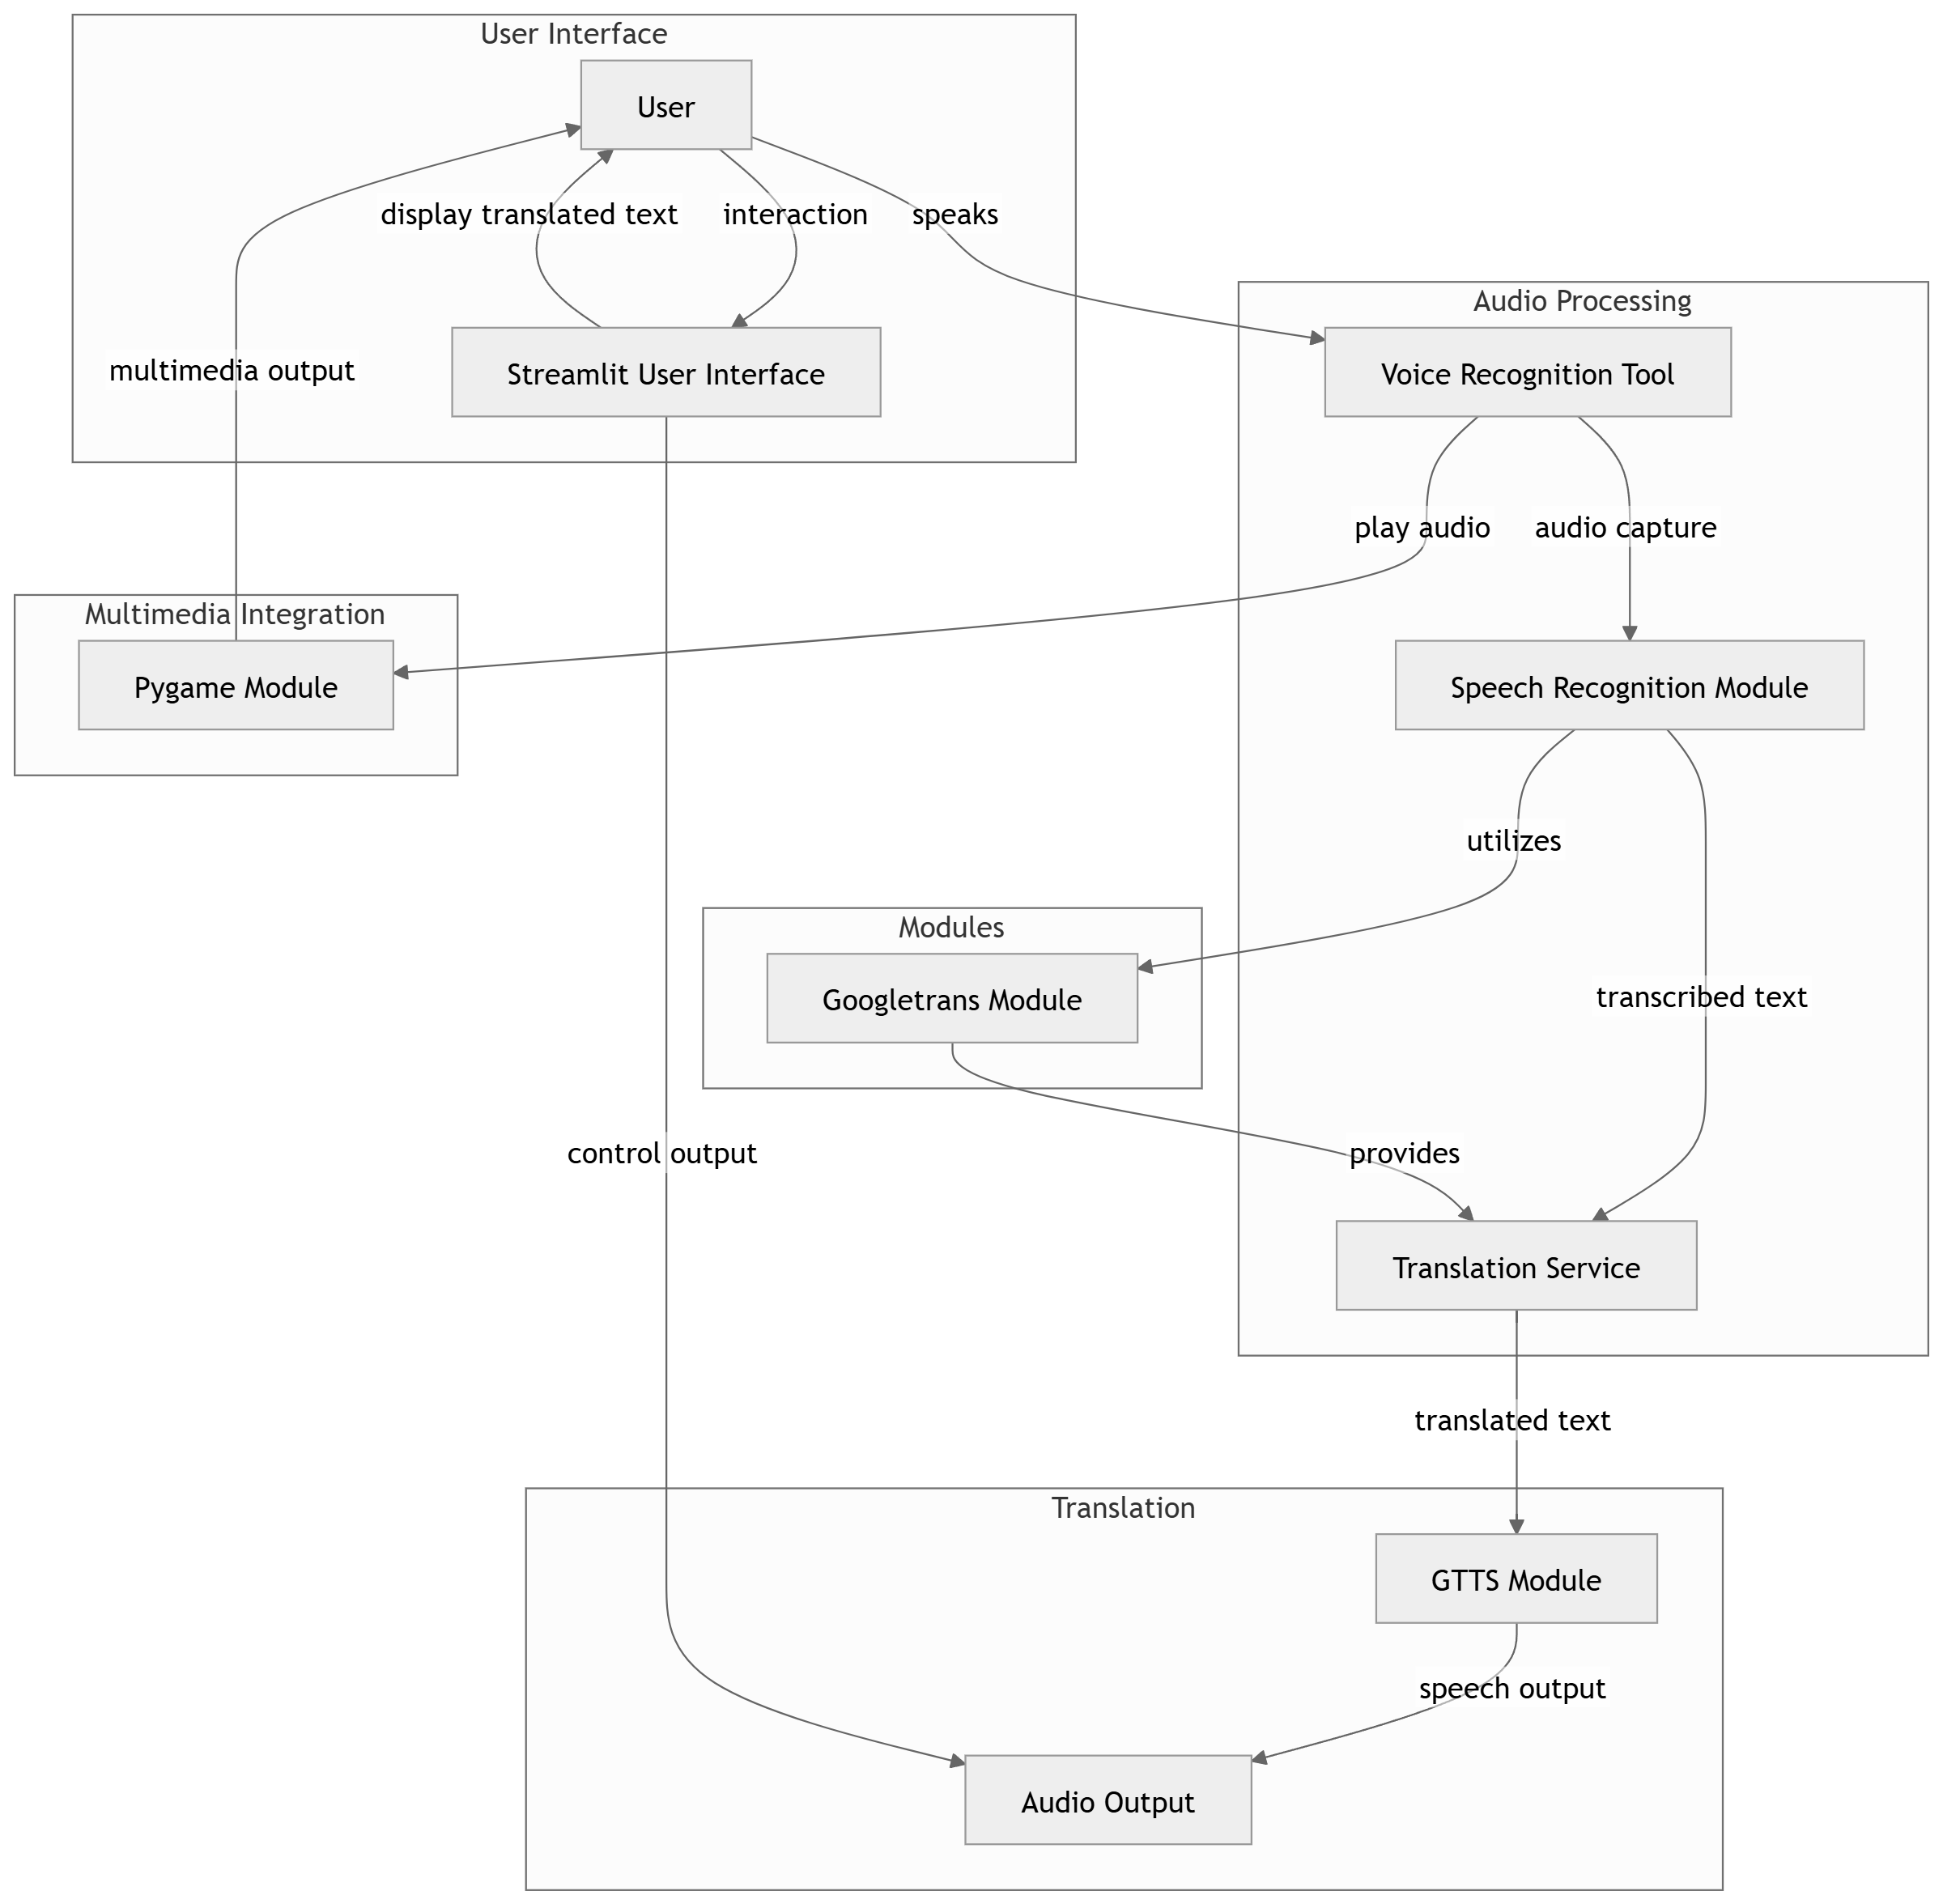 User Interface
User
display translated text
interaction
speaks
Audio Processing
multimedia output
Streamlit User Interface
Voice Recognition Tool
play audio
audio capture
Multimedia Integration
Pygame Module
Speech Recognition Module
utilizes
Modules
Googletrans Module
transcribed text
control output
provides
Translation Service
translated text
Translation
GTTS Module
speech output
Audio Output